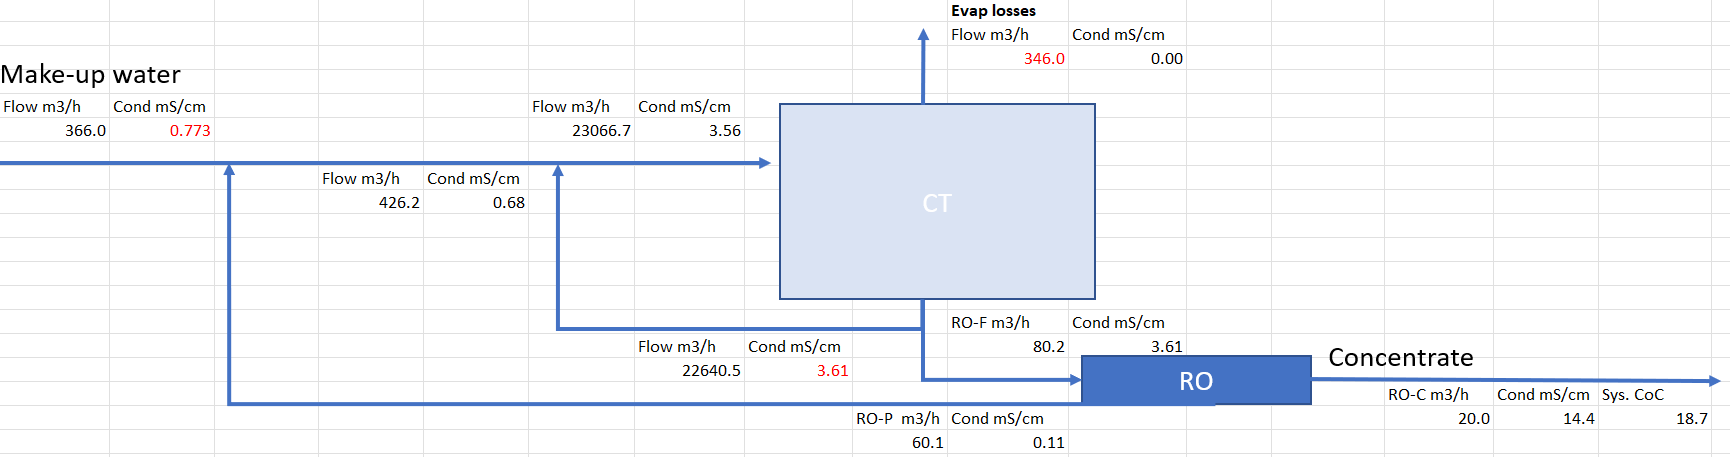 Evap losses
Flow m3/h Cond mS/cm
346.0 0.00
Make-up water
Flow m3/h Cond mS/cm Flow m3/h Cond mS/cm
366.0 0.773 23066.7 3.56
Flow m3/h Cond mS/cm
426.2 0.68
CT
RO-F m3/h Cond mS/cm
80.2 3.61
Flow m3/h Cond mS/cm
22640.5 3.61
RO
Concentrate
RO-C m3/h Cond mS/cm Sys. CoC
20.0 14.4 18.7
RO-P m3/h Cond mS/cm
60.1 0.11